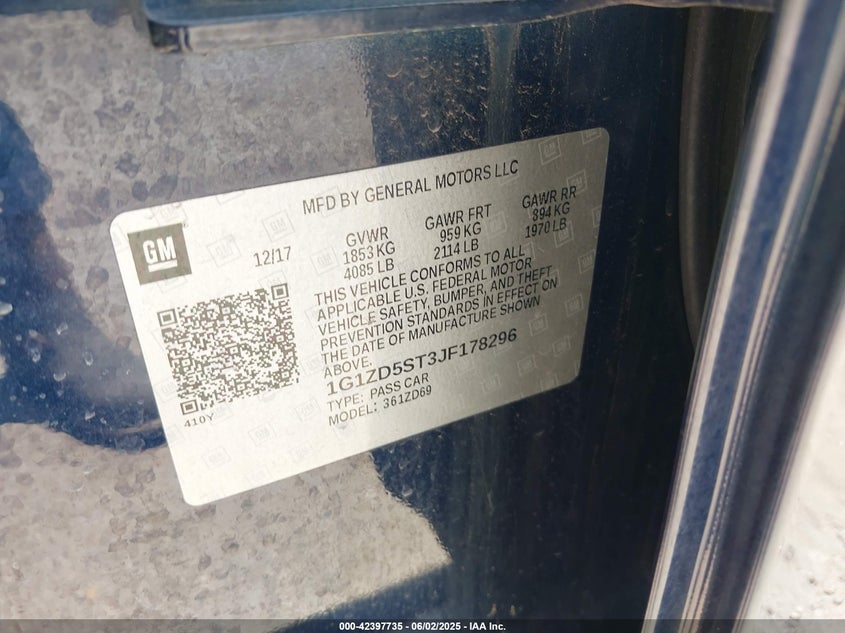 MFD BY GENERAL MOTORS LLC
GM
12/17
GVWR
1853 KG
4085 LB
GAWR FRT
959 KG
2114 LB
GAWR RR
894 KG
1970 LB
THIS VEHICLE CONFORMS TO ALL
APPLICABLE U.S. FEDERAL MOTOR
VEHICLE SAFETY, BUMPER, AND THEFT
PREVENTION STANDARDS IN EFFECT ON
THE DATE OF MANUFACTURE SHOWN
ABOVE.
1G1ZD5ST3JF178296
TYPE: PASS CAR
MODEL: 361ZD69
410Y
000-42397735 - 06/02/2025 - IAA Inc.